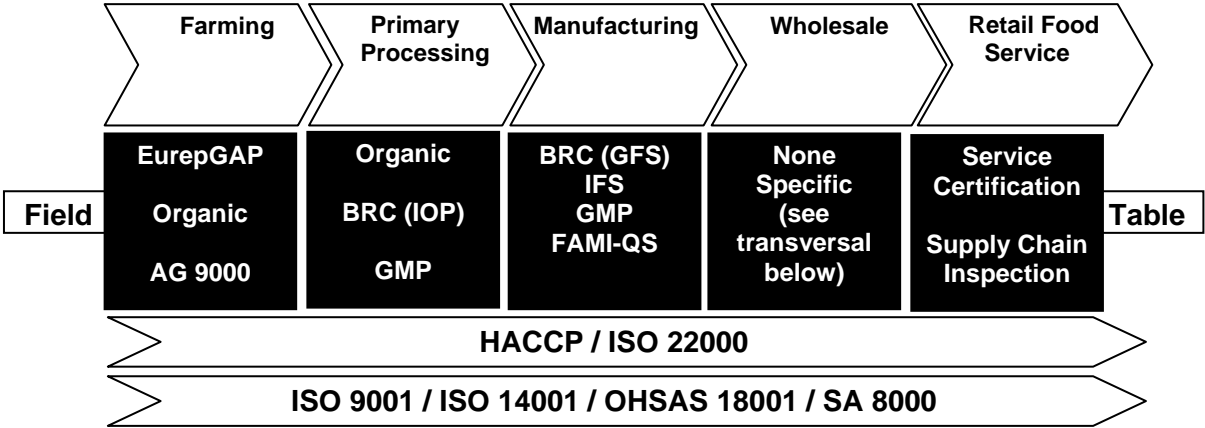 Farming
Primary
Processing
Manufacturing
Wholesale
Retail Food
Service
Field
EurepGAP
Organic
AG 9000
Organic
BRC (IOP)
GMP
BRC (GFS)
IFS
GMP
FAMI-QS
None
Specific
(see
transversal
below)
Service
Certification
Supply Chain
Inspection
Table
HACCP / ISO 22000
ISO 9001 / ISO 14001 / OHSAS 18001 / SA 8000